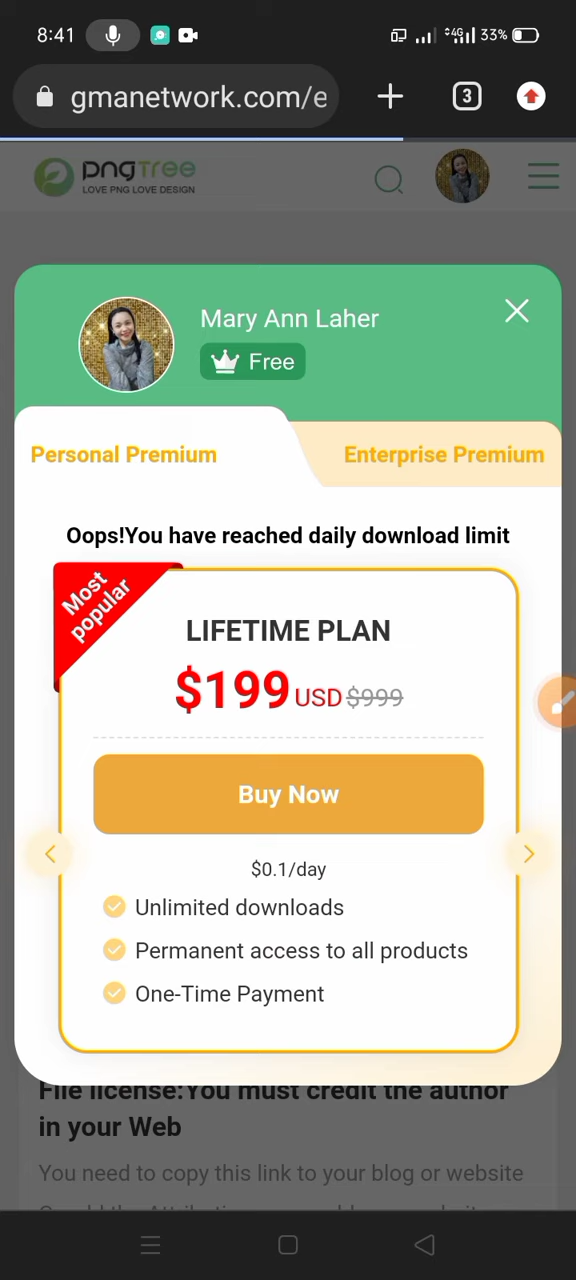 8:41
4G
33%
gmanetwork.com/e
3
pngtree
LOVE PNG LOVE DESIGN
Mary Ann Laher
Free
Personal Premium
Enterprise Premium
Oops!You have reached daily download limit
Most
popular
LIFETIME PLAN
$199 USD $999
Buy Now
$0.1/day
Unlimited downloads
Permanent access to all products
One-Time Payment
File license:You must credit the author
in your Web
You need to copy this link to your blog or website